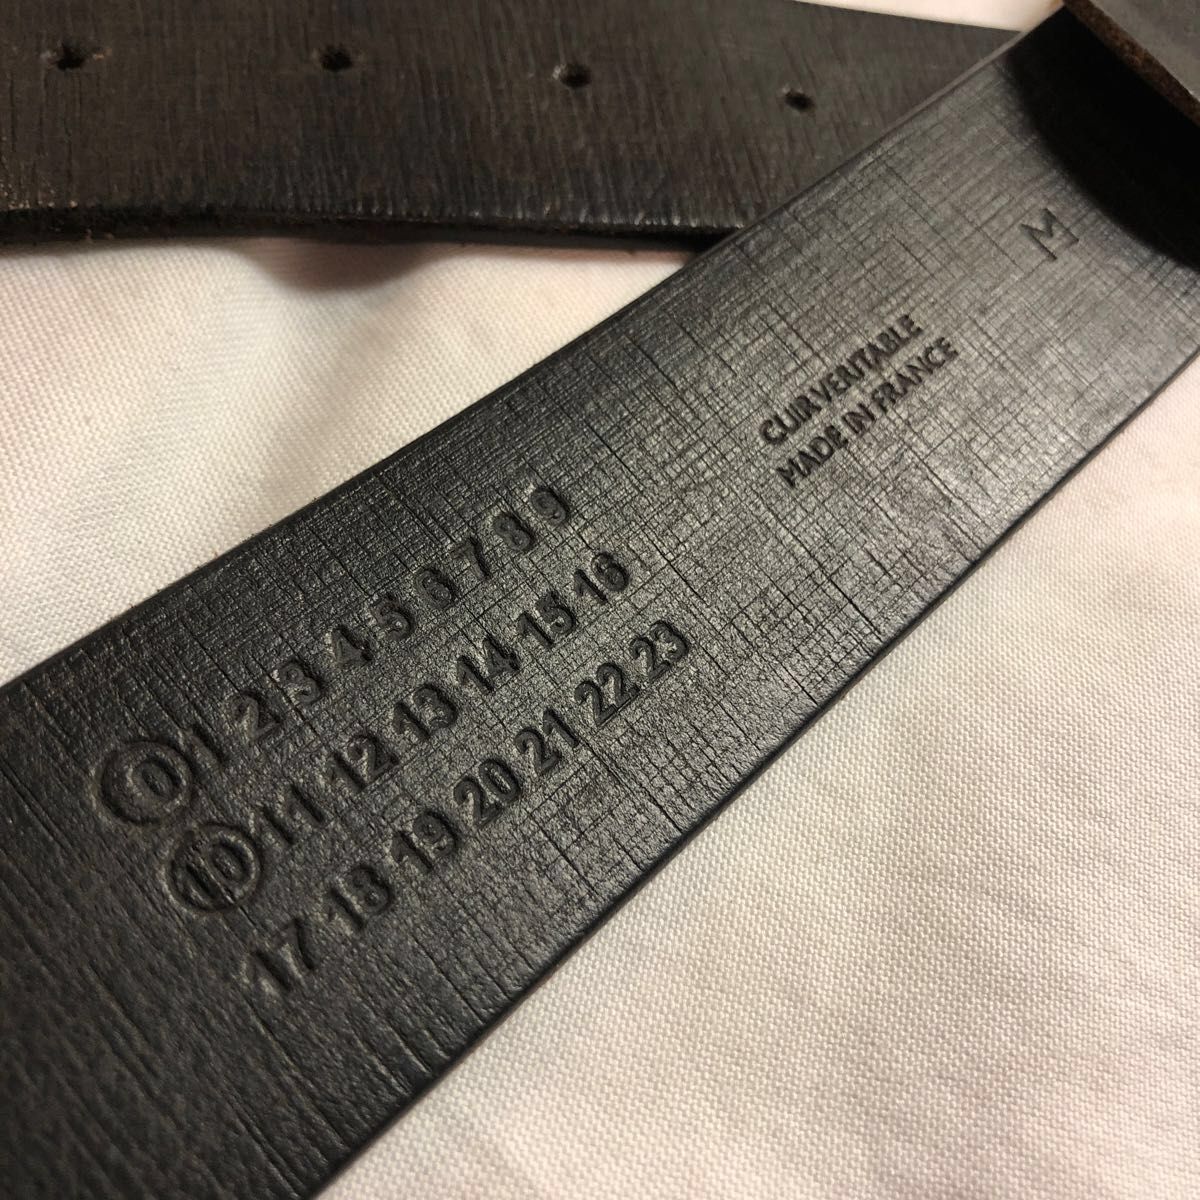 M
CUIR VERITABLE
MADE IN FRANCE
0 1 2 3 4 5 6 7 8 9
10 11 12 13 14 15 16
17 18 19 20 21 22 23